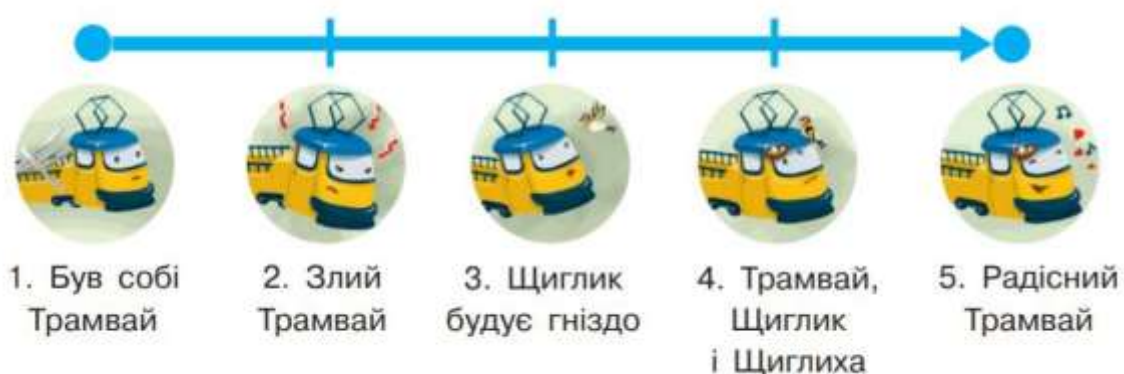 1. Був собі
Трамвай
2. Злий
Трамвай
3. Щиглик
будує гніздо
4. Трамвай,
Щиглик
і Щиглиха
5. Радісний
Трамвай